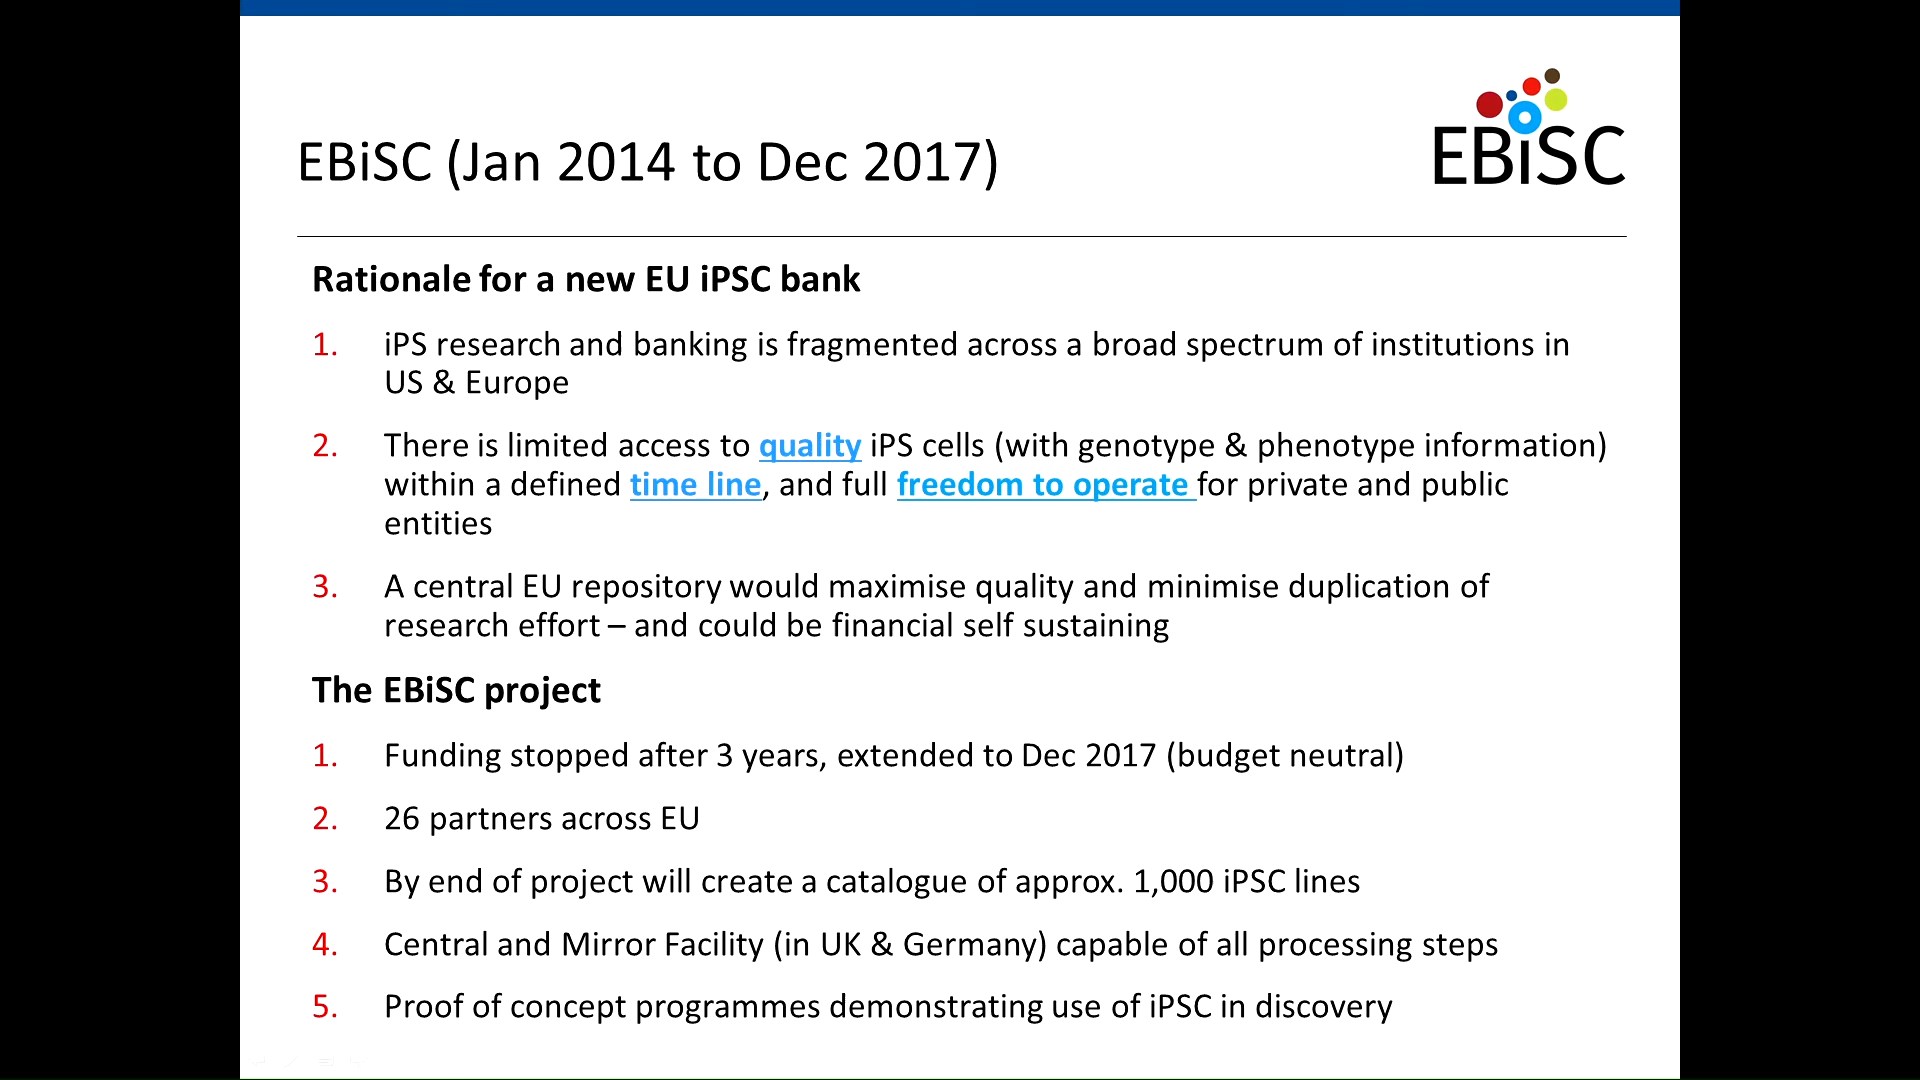 EBiSC
EBiSC (Jan 2014 to Dec 2017)
Rationale for a new EU iPSC bank
1. iPS research and banking is fragmented across a broad spectrum of institutions in
US & Europe
2. There is limited access to quality iPS cells (with genotype & phenotype information)
within a defined time line, and full freedom to operate for private and public
entities
3. A central EU repository would maximise quality and minimise duplication of
research effort – and could be financial self sustaining
The EBiSC project
1. Funding stopped after 3 years, extended to Dec 2017 (budget neutral)
2. 26 partners across EU
3. By end of project will create a catalogue of approx. 1,000 iPSC lines
4. Central and Mirror Facility (in UK & Germany) capable of all processing steps
5. Proof of concept programmes demonstrating use of iPSC in discovery